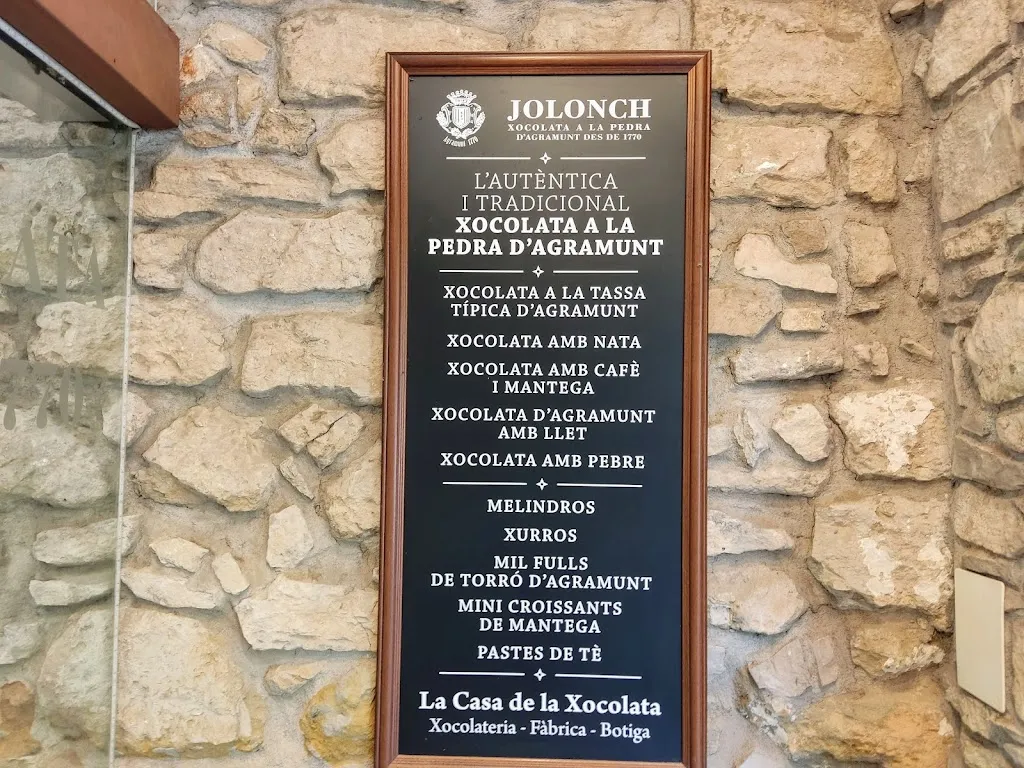 JOLONCH
XOCOLATA A LA PEDRA
D'AGRAMUNT DES DE 1770
Agramunt 1770
L'AUTÈNTICA
I TRADICIONAL
XOCOLATA A LA
PEDRA D'AGRAMUNT
XOCOLATA A LA TASSA
TÍPICA D'AGRAMUNT
XOCOLATA AMB NATA
XOCOLATA AMB CAFÈ
I MANTEGA
XOCOLATA D'AGRAMUNT
AMB LLET
XOCOLATA AMB PEBRE
MELINDROS
XURROS
MIL FULLS
DE TORRÓ D'AGRAMUNT
MINI CROISSANTS
DE MANTEGA
PASTES DE TÈ
La Casa de la Xocolata
Xocolateria - Fàbrica - Botiga